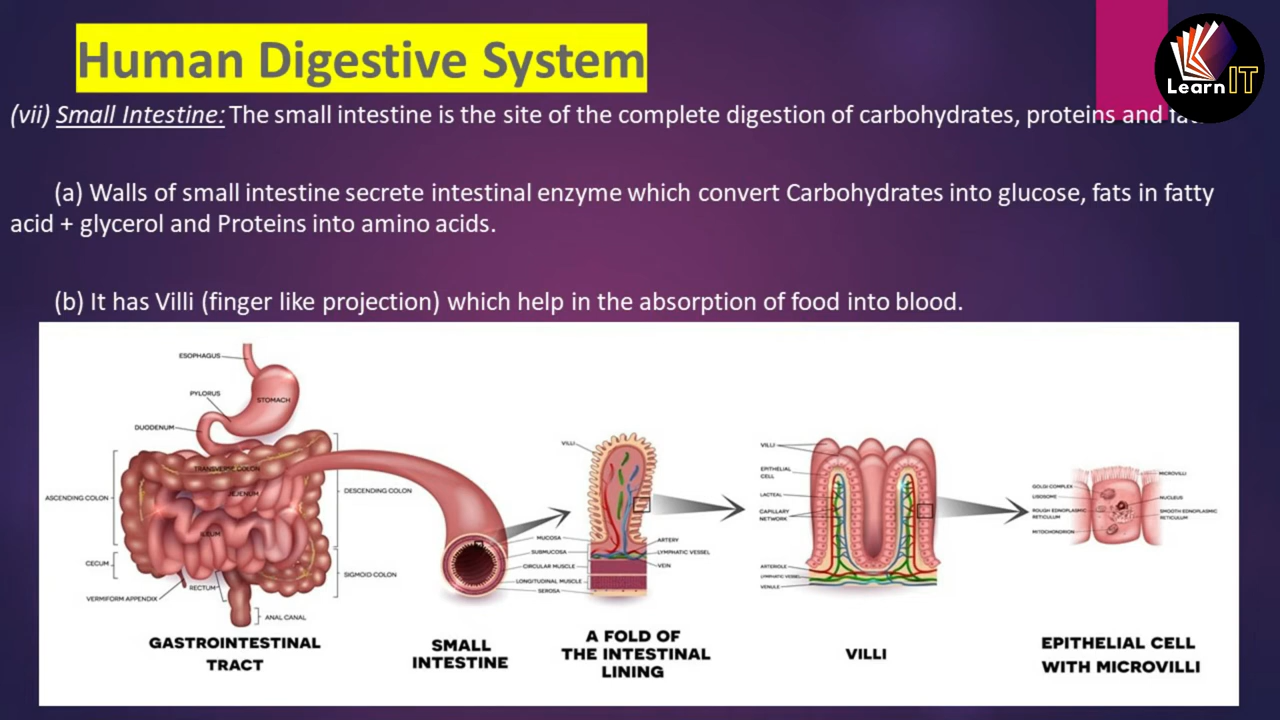 Human Digestive System
Learn IT
(vii) Small Intestine: The small intestine is the site of the complete digestion of carbohydrates, proteins and
(a) Walls of small intestine secrete intestinal enzyme which convert Carbohydrates into glucose, fats in fatty
acid + glycerol and Proteins into amino acids.
(b) It has Villi (finger like projection) which help in the absorption of food into blood.
ESOPHAGUS
PYLORUS
STOMACH
DUODENUM
TRANSVERSE COLON
JEJENUM
ASCENDING COLON
DESCENDING COLON
ILEUM
CECUM
SIGMOID COLON
RECTUM
VERMIFORM APPENDIX
ANAL CANAL
GASTROINTESTINAL
TRACT
MUCOSA
SUBMUCOSA
CIRCULAR MUSCLE
LONGITUDINAL MUSCLE
SEROSA
SMALL
INTESTINE
VILLI
ARTERY
LYMPHATIC VESSEL
VEIN
A FOLD OF
THE INTESTINAL
LINING
VILLI
EPITHELIAL
CELL
LACTEAL
CAPILLARY
NETWORK
ARTERIOLE
LYMPHATIC VESSEL
VENULE
VILLI
MICROVILLI
GOLGI COMPLEX
LISOSOME
NUCLEUS
ROUGH EDNOPLASMIC
RETICULUM
SMOOTH EDNOPLASMIC
RETICULUM
MITOCHONDRION
EPITHELIAL CELL
WITH MICROVILLI